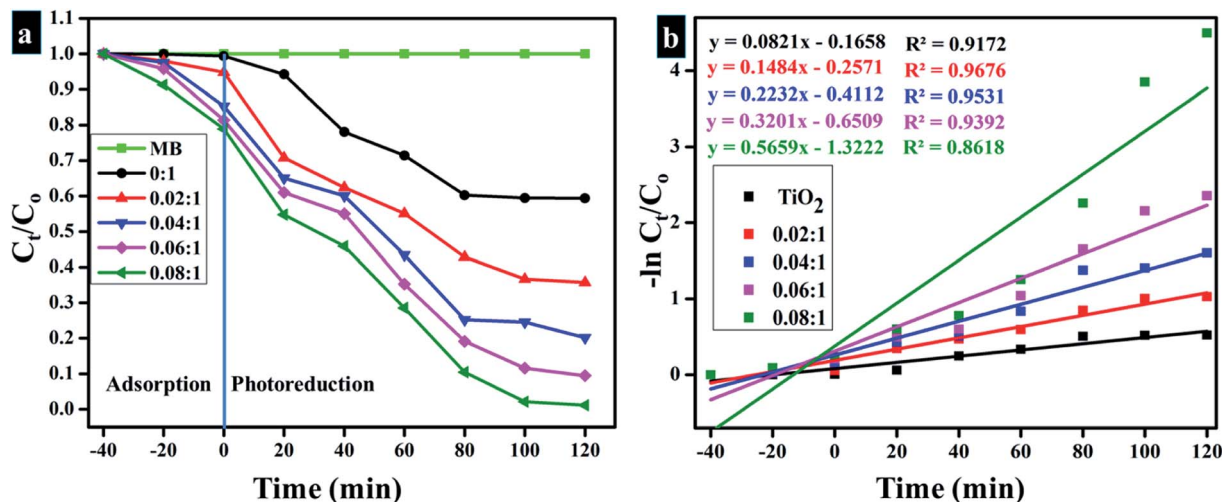 a
1.1
1.0
0.9
0.8
0.7
0.6
0.5
0.4
0.3
0.2
0.1
0.0
Ct/Co
MB
0:1
0.02:1
0.04:1
0.06:1
0.08:1
Adsorption
Photoreduction
-40 -20 0 20 40 60 80 100 120
Time (min)
b
y = 0.0821x - 0.1658 R² = 0.9172
y = 0.1484x - 0.2571 R² = 0.9676
y = 0.2232x - 0.4112 R² = 0.9531
y = 0.3201x - 0.6509 R² = 0.9392
y = 0.5659x - 1.3222 R² = 0.8618
4
3
2
1
0
-ln Ct/Co
TiO2
0.02:1
0.04:1
0.06:1
0.08:1
-40 -20 0 20 40 60 80 100 120
Time (min)